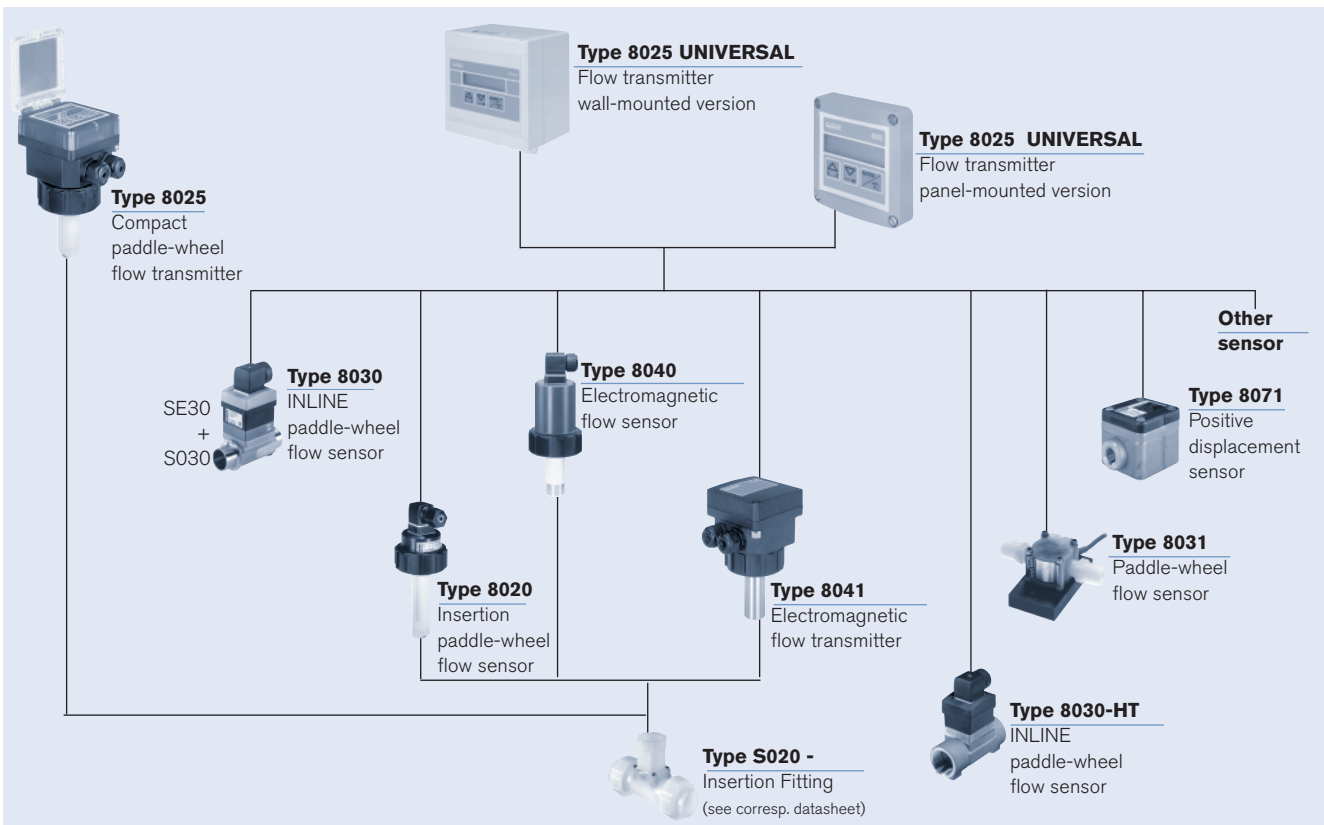 Type 8025 UNIVERSAL
Flow transmitter
wall-mounted version
Type 8025 UNIVERSAL
Flow transmitter
panel-mounted version
Type 8025
Compact
paddle-wheel
flow transmitter
Other
sensor
SE30
+
S030
Type 8030
INLINE
paddle-wheel
flow sensor
Type 8040
Electromagnetic
flow sensor
Type 8071
Positive
displacement
sensor
Type 8020
Insertion
paddle-wheel
flow sensor
Type 8041
Electromagnetic
flow transmitter
Type 8031
Paddle-wheel
flow sensor
Type 8030-HT
INLINE
paddle-wheel
flow sensor
Type S020 -
Insertion Fitting
(see corresp. datasheet)